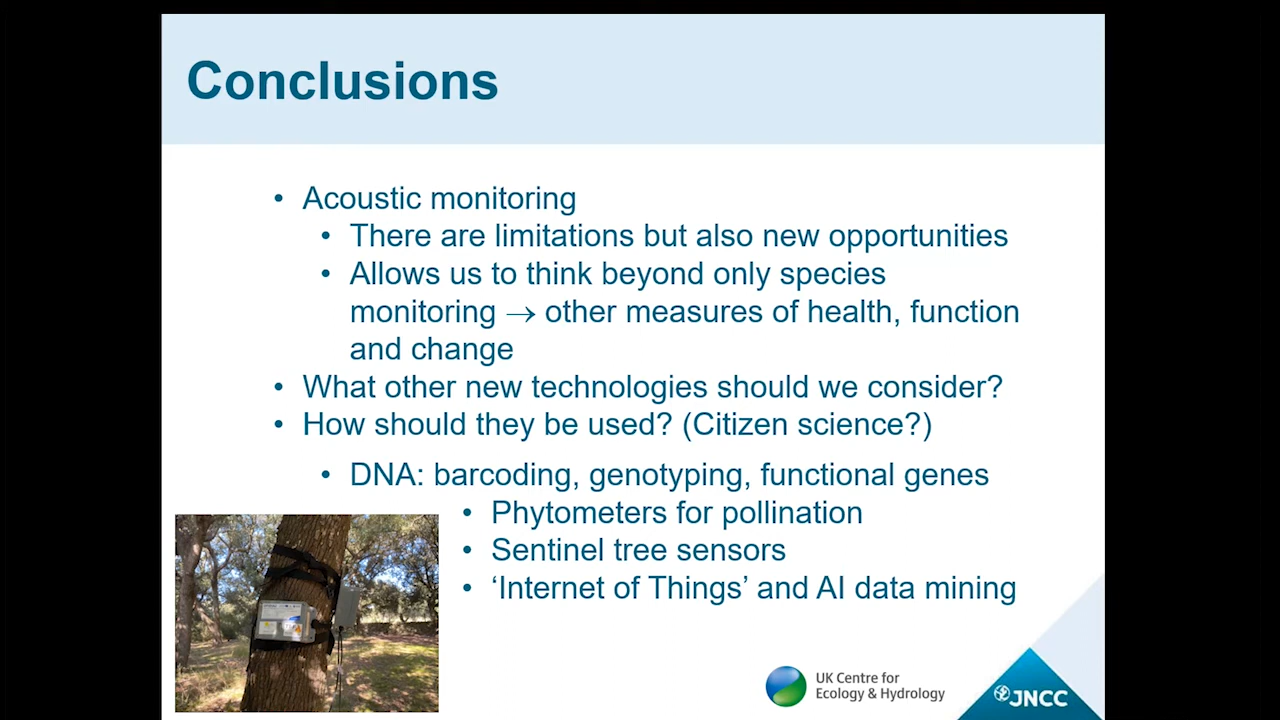 Conclusions
• Acoustic monitoring
• There are limitations but also new opportunities
• Allows us to think beyond only species
monitoring → other measures of health, function
and change
• What other new technologies should we consider?
• How should they be used? (Citizen science?)
• DNA: barcoding, genotyping, functional genes
• Phytometers for pollination
• Sentinel tree sensors
• ‘Internet of Things’ and AI data mining
UK Centre for
Ecology & Hydrology
JNCC